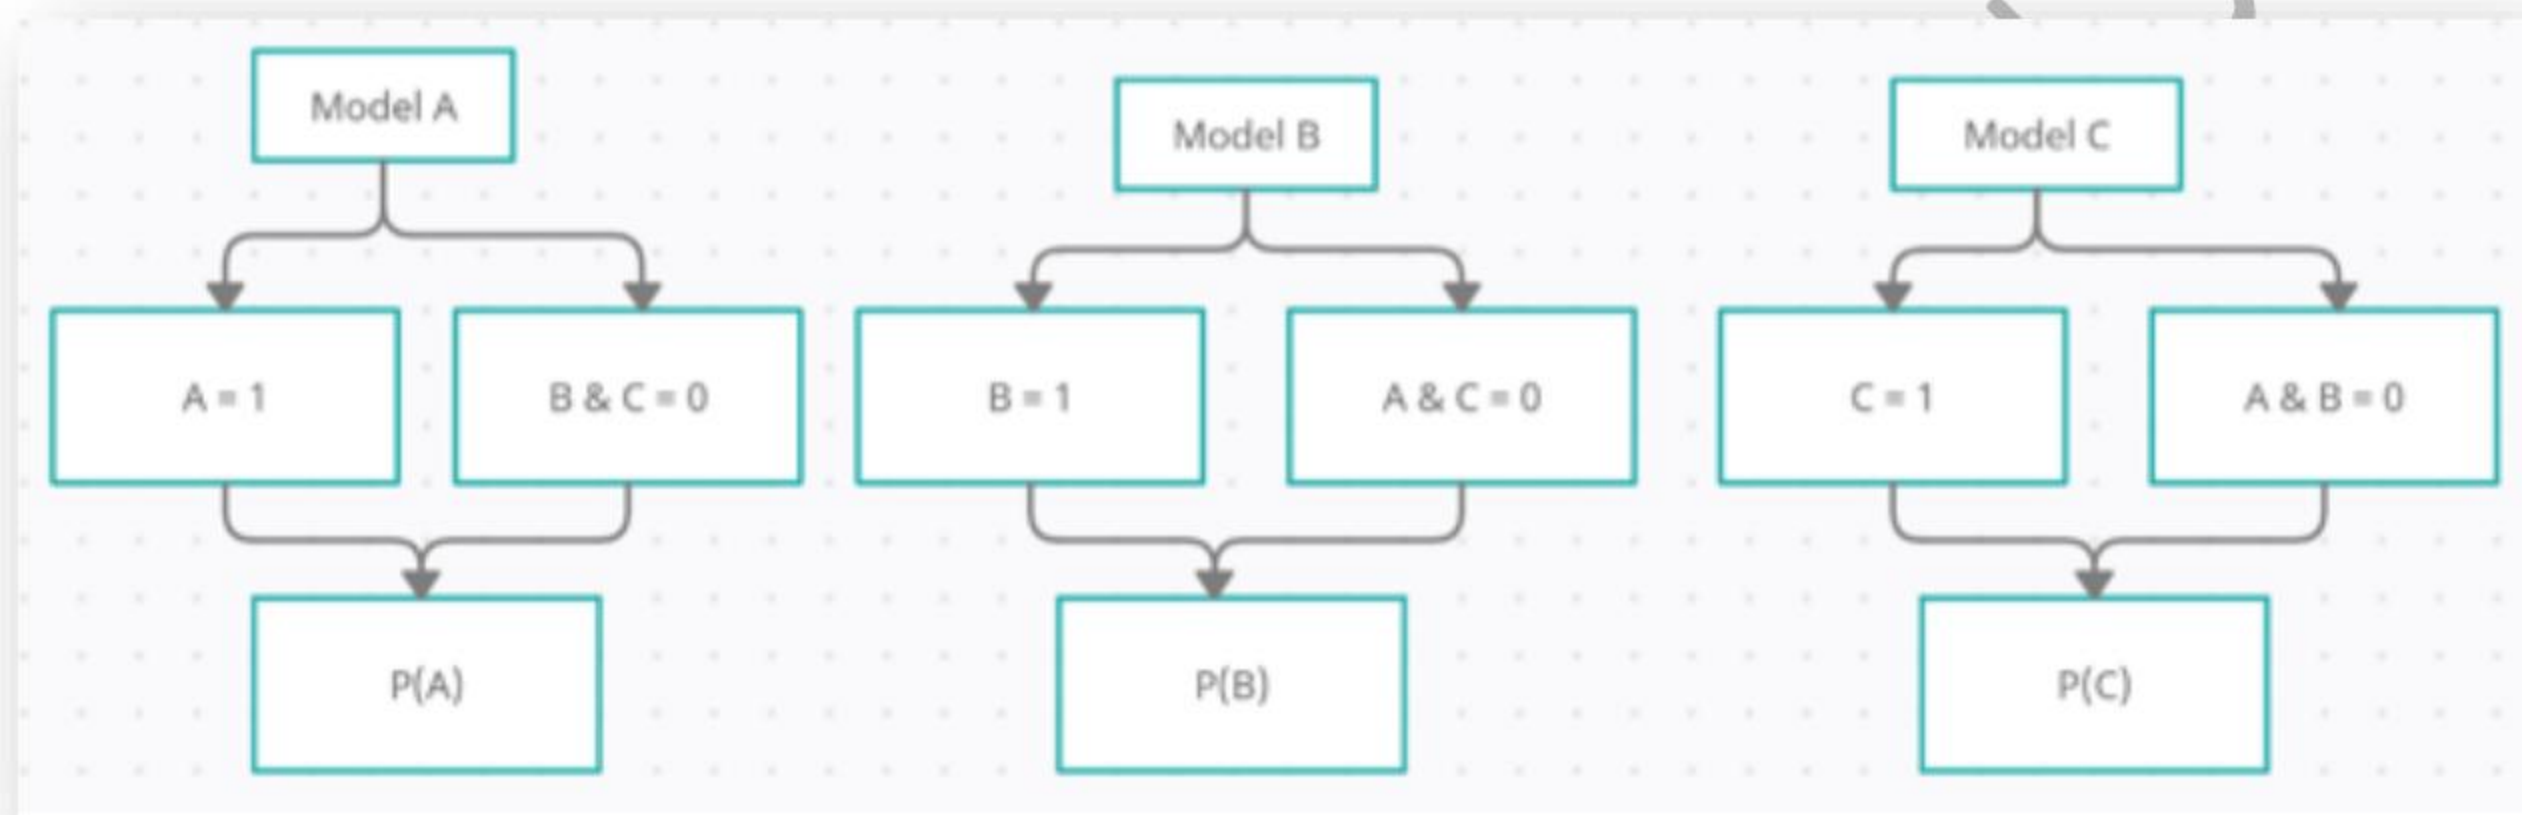 Model A
Model B
Model C
A = 1
B & C = 0
B = 1
A & C = 0
C = 1
A & B = 0
P(A)
P(B)
P(C)